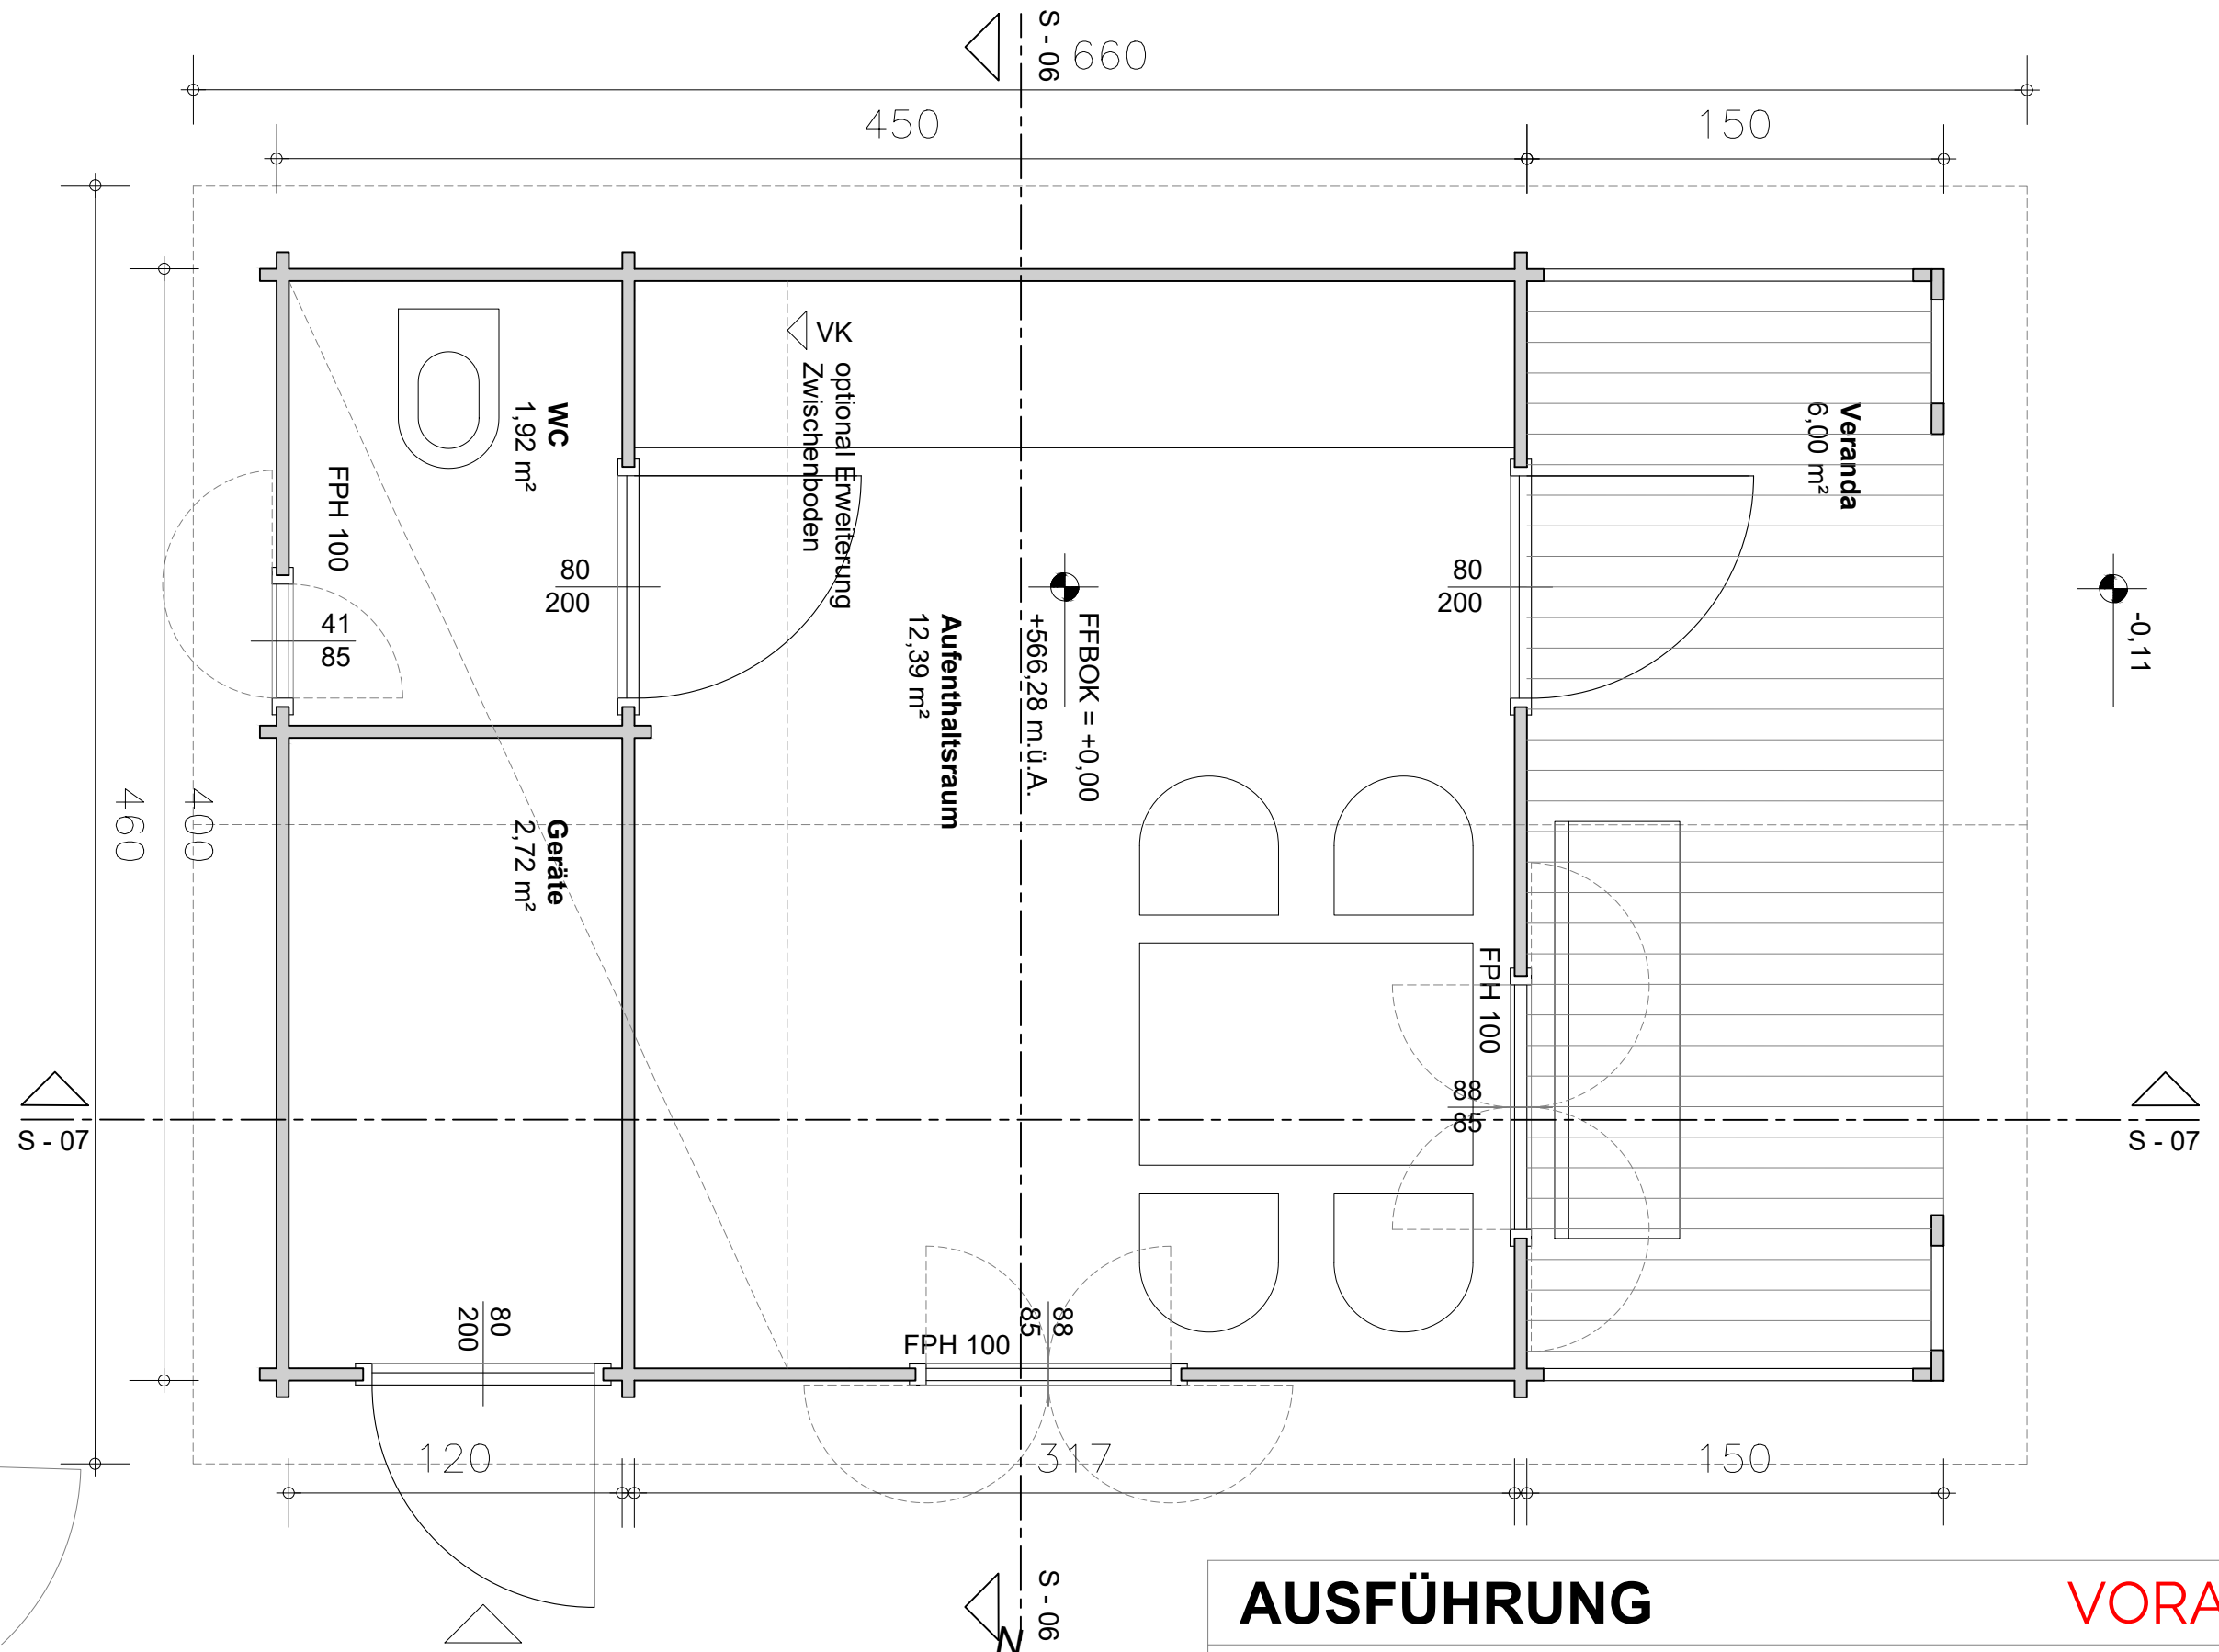 S - 06
660
450
150
VK
optional Erweiterung
Zwischenboden
WC
1,92 m²
FPH 100
Veranda
6,00 m²
80
200
80
200
41
85
-0,11
FFBOK = +0,00
+566,28 m.ü.A.
Aufenthaltsraum
12,39 m²
460
400
Geräte
2,72 m²
FPH 100
88
85
S - 07
S - 07
80
200
FPH 100
88
85
120
317
150
S - 06
N
AUSFÜHRUNG